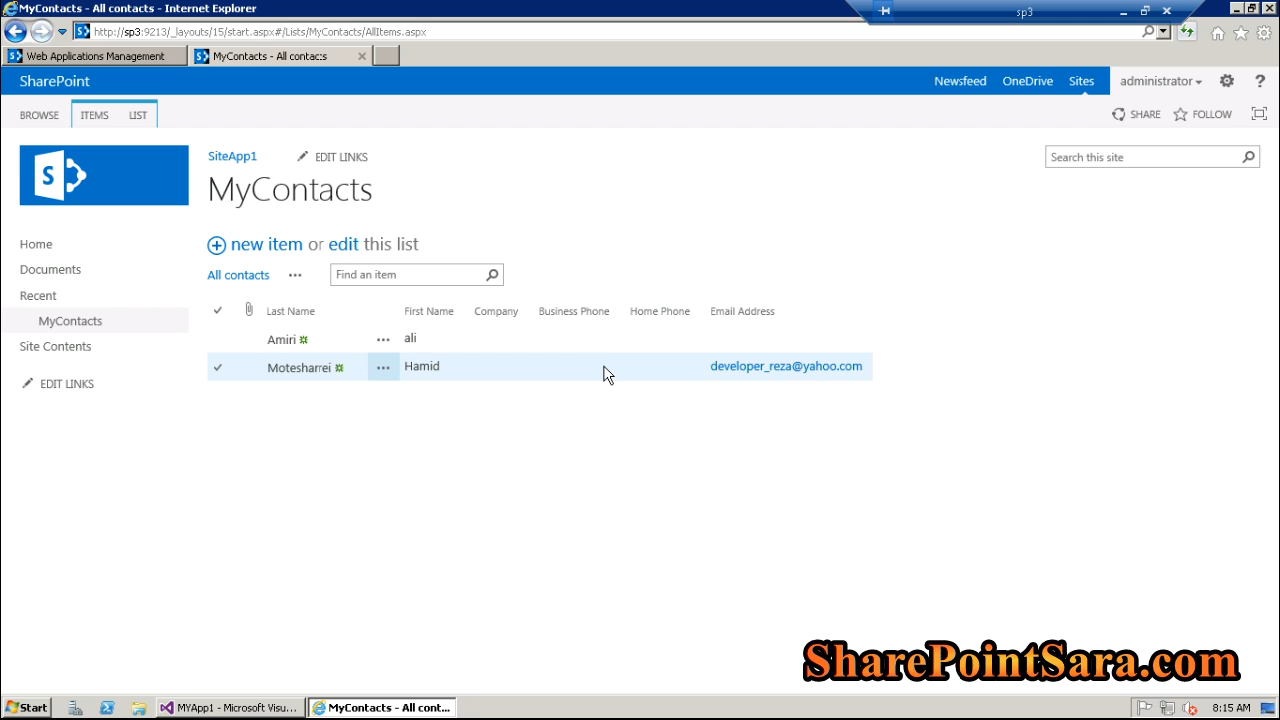 MyContacts - All contacts - Internet Explorer
sp3
http://sp3:9213/_layouts/15/start.aspx#/Lists/MyContacts/AllItems.aspx
Web Applications Management
MyContacts - All contacts
SharePoint
Newsfeed OneDrive Sites administrator
BROWSE ITEMS LIST
SHARE FOLLOW
SiteApp1 EDIT LINKS
Search this site
MyContacts
Home
Documents
Recent
MyContacts
Site Contents
EDIT LINKS
new item or edit this list
All contacts ... Find an item
Last Name First Name Company Business Phone Home Phone Email Address
Amiri ... ali
Motesharrei ... Hamid developer_reza@yahoo.com
SharePointSara.com
Start MYApp1 - Microsoft Visu... MyContacts - All cont... 8:15 AM